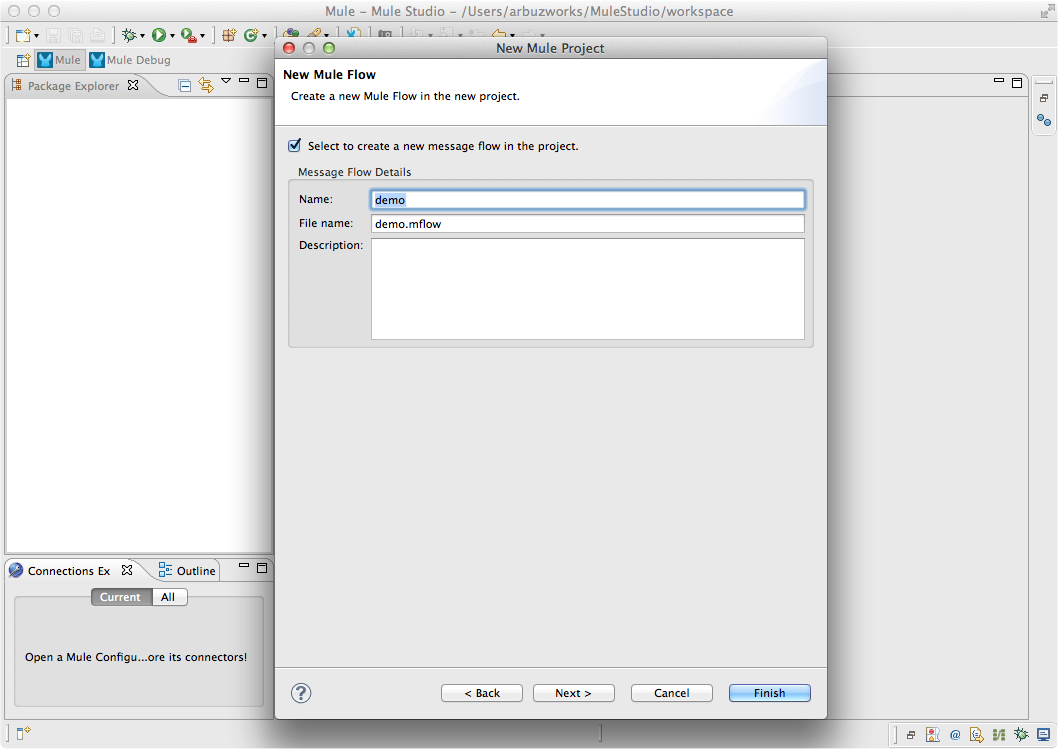 Mule – Mule Studio – /Users/arbuzworks/MuleStudio/workspace
New Mule Project
Mule
Mule Debug
Package Explorer
New Mule Flow
Create a new Mule Flow in the new project.
Select to create a new message flow in the project.
Message Flow Details
Name:
demo
File name:
demo.mflow
Description:
Connections Ex
Outline
Current
All
Open a Mule Configu...ore its connectors!
?
< Back
Next >
Cancel
Finish